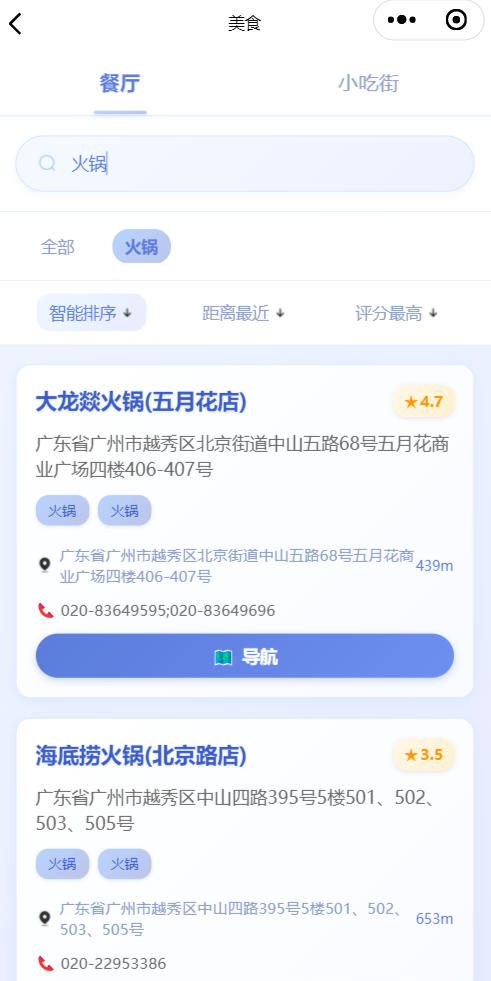 美食
餐厅 小吃街
火锅
全部 火锅
智能排序 距离最近 评分最高
大龙燚火锅(五月花店) ★4.7
广东省广州市越秀区北京街道中山五路68号五月花商
业广场四楼406-407号
火锅 火锅
广东省广州市越秀区北京街道中山五路68号五月花商
业广场四楼406-407号
439m
020-83649595;020-83649696
导航
海底捞火锅(北京路店) ★3.5
广东省广州市越秀区中山四路395号5楼501、502、
503、505号
火锅 火锅
广东省广州市越秀区中山四路395号5楼501、502、
503、505号
653m
020-22953386